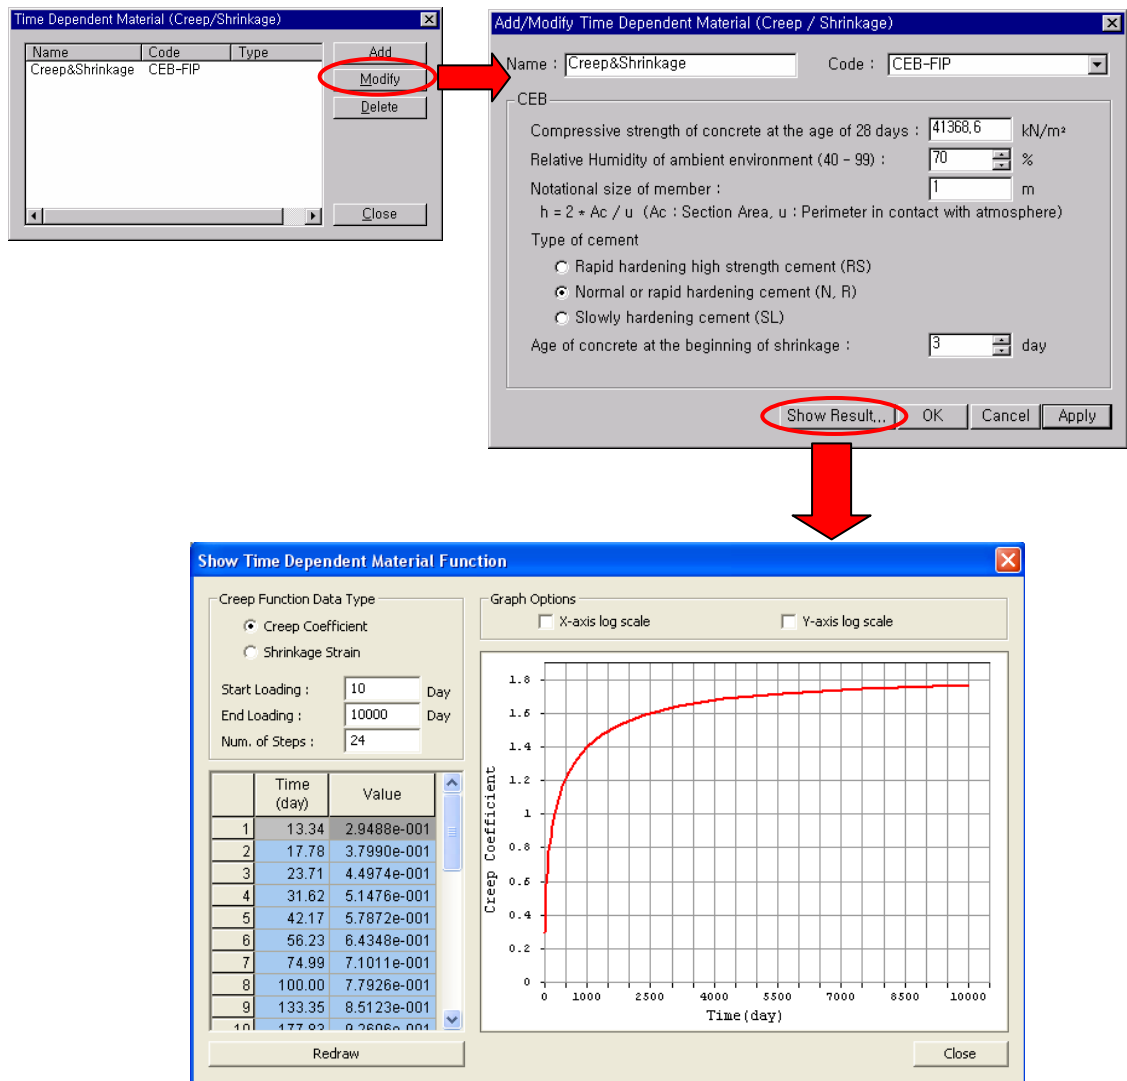 Time Dependent Material (Creep/Shrinkage)
Name Code Type
Creep&Shrinkage CEB-FIP
Add
Modify
Delete
Close
Add/Modify Time Dependent Material (Creep / Shrinkage)
Name : Creep&Shrinkage Code : CEB-FIP
CEB
Compressive strength of concrete at the age of 28 days : 41368,6 kN/m²
Relative Humidity of ambient environment (40 - 99) : 70 %
Notational size of member : 1 m
h = 2 * Ac / u (Ac : Section Area, u : Perimeter in contact with atmosphere)
Type of cement
Rapid hardening high strength cement (RS)
Normal or rapid hardening cement (N, R)
Slowly hardening cement (SL)
Age of concrete at the beginning of shrinkage : 3 day
Show Result,,, OK Cancel Apply
Show Time Dependent Material Function
Creep Function Data Type
Creep Coefficient
Shrinkage Strain
Start Loading : 10 Day
End Loading : 10000 Day
Num. of Steps : 24
Time (day) Value
1 13.34 2.9488e-001
2 17.78 3.7990e-001
3 23.71 4.4974e-001
4 31.62 5.1476e-001
5 42.17 5.7872e-001
6 56.23 6.4348e-001
7 74.99 7.1011e-001
8 100.00 7.7926e-001
9 133.35 8.5123e-001
10 177.83 9.2606e-001
Redraw
Graph Options
X-axis log scale Y-axis log scale
1.8
1.6
1.4
1.2
1
0.8
0.6
0.4
0.2
0
Creep Coefficient
0 1000 2500 4000 5500 7000 8500 10000
Time(day)
Close